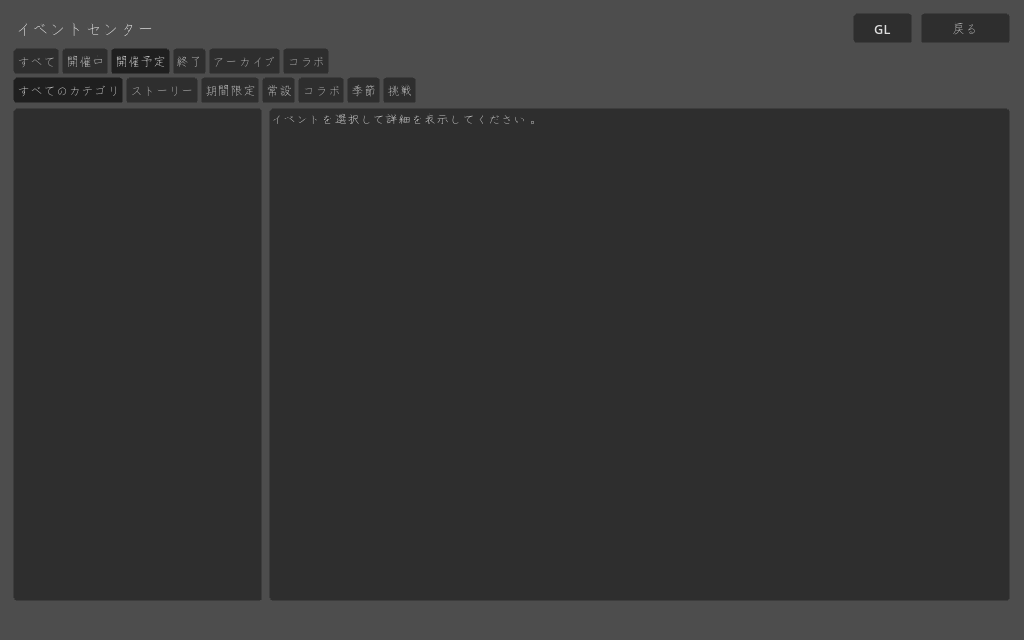 イベントセンター
GL
戻る
すべて 開催中 開催予定 終了 アーカイブ コラボ
すべてのカテゴリ ストーリー 期間限定 常設 コラボ 季節 挑戦
イベントを選択して詳細を表示してください。